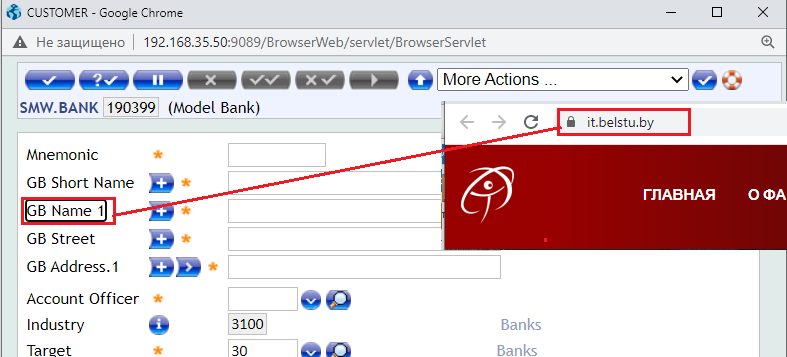 CUSTOMER - Google Chrome
Не защищено 192.168.35.50:9089/BrowserWeb/servlet/BrowserServlet
More Actions ...
SMW.BANK 190399 (Model Bank)
it.belstu.by
Mnemonic *
GB Short Name *
ГЛАВНАЯ О ФА
GB Name 1 *
GB Street *
GB Address.1 *
Account Officer *
Industry 3100 Banks
Target * 30 Banks